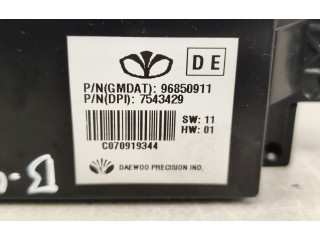 DE
P/N(GMDAT): 96850911
P/N(DPI): 7543429
SW: 11
HW: 01
C070919344
DAEWOO PRECISION IND.